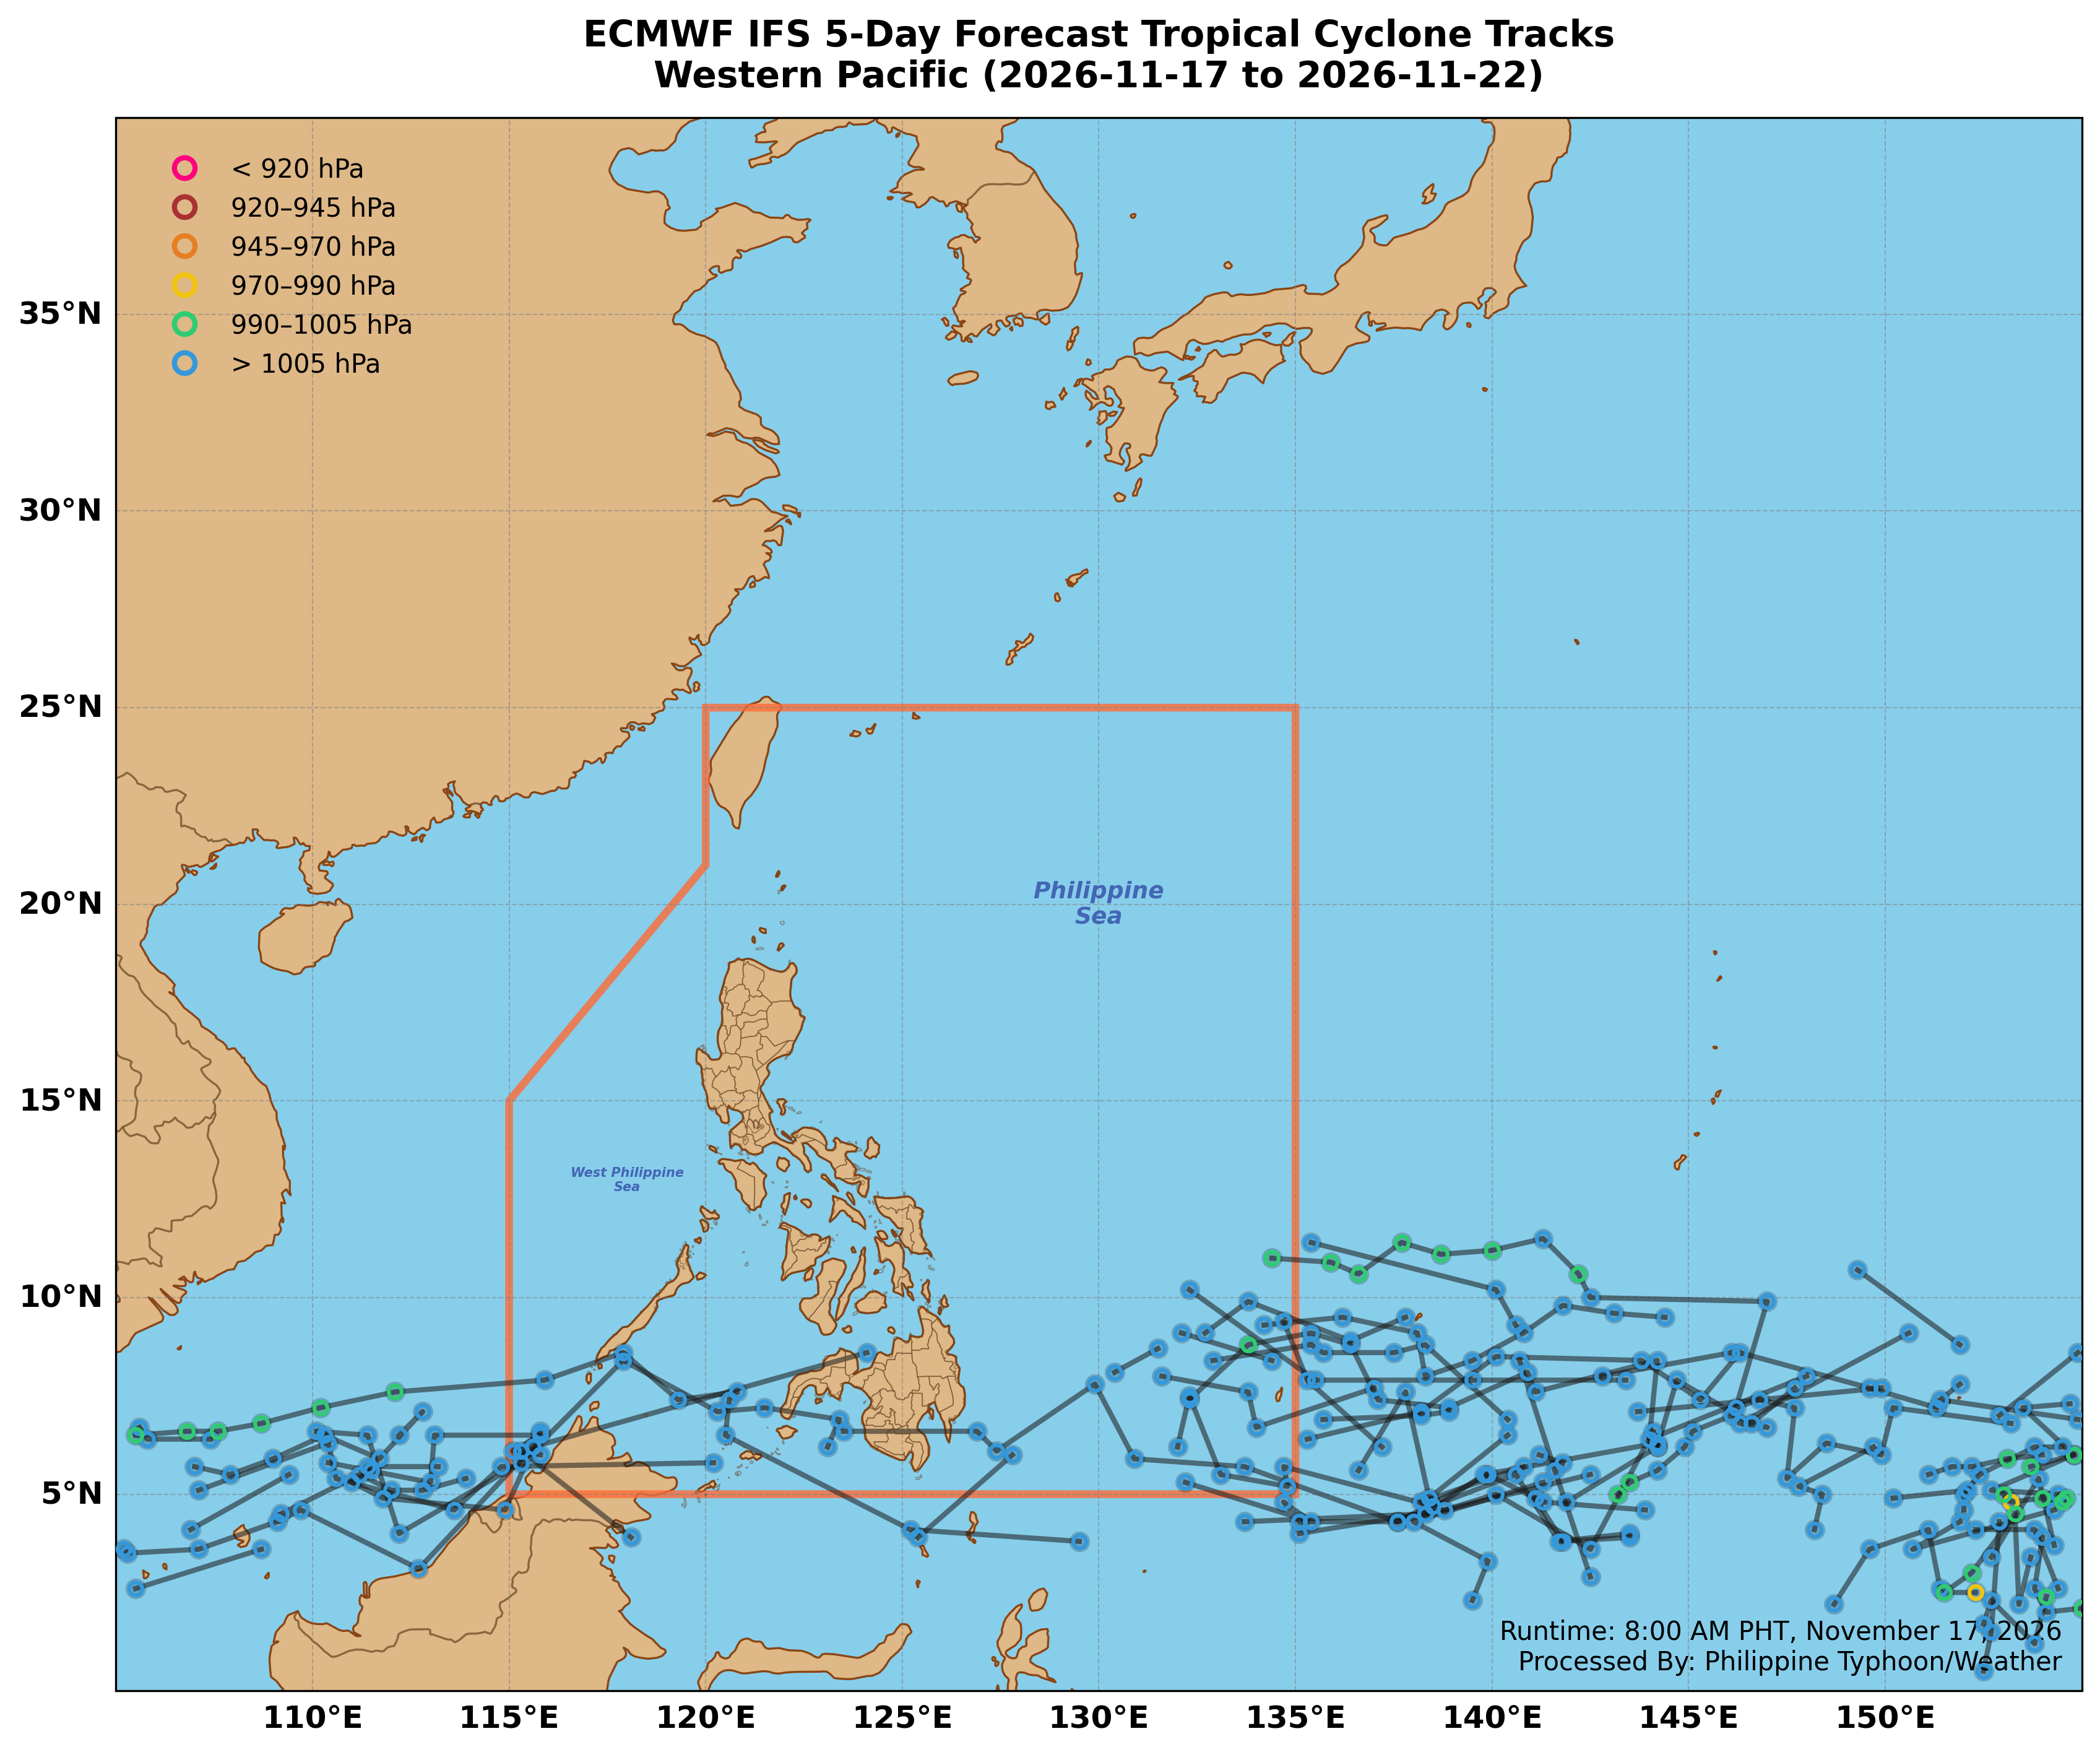 ECMWF IFS 5-Day Forecast Tropical Cyclone Tracks
Western Pacific (2026-11-17 to 2026-11-22)
< 920 hPa
920–945 hPa
945–970 hPa
970–990 hPa
990–1005 hPa
> 1005 hPa
35°N
30°N
25°N
20°N
15°N
10°N
5°N
Philippine
Sea
West Philippine
Sea
Runtime: 8:00 AM PHT, November 17, 2026
Processed By: Philippine Typhoon/Weather
110°E
115°E
120°E
125°E
130°E
135°E
140°E
145°E
150°E